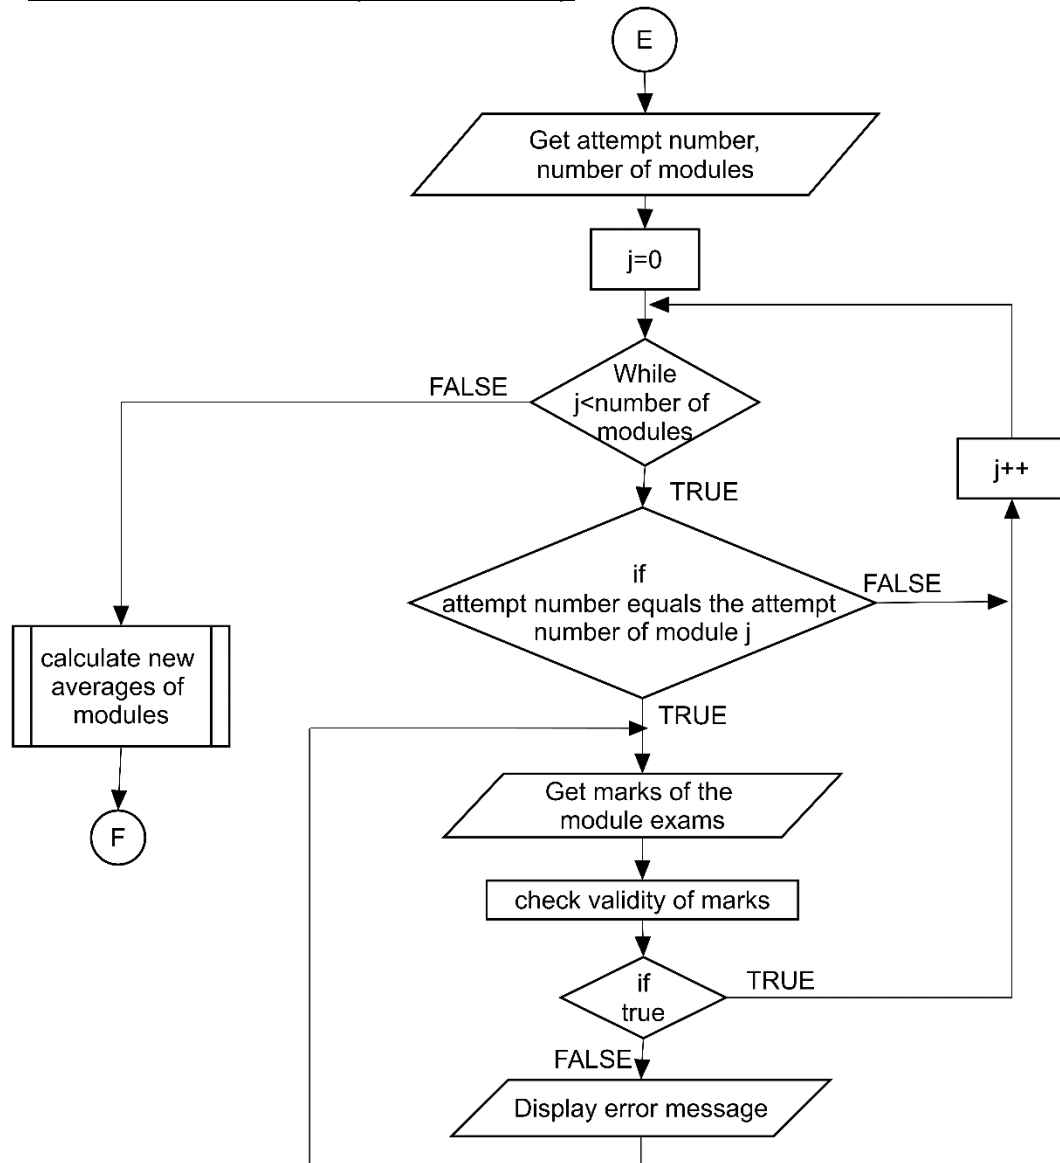 E
Get attempt number,
number of modules
j=0
While
j<number of
modules
FALSE
TRUE
j++
if
attempt number equals the attempt
number of module j
FALSE
TRUE
calculate new
averages of
modules
F
Get marks of the
module exams
check validity of marks
if
true
TRUE
FALSE
Display error message